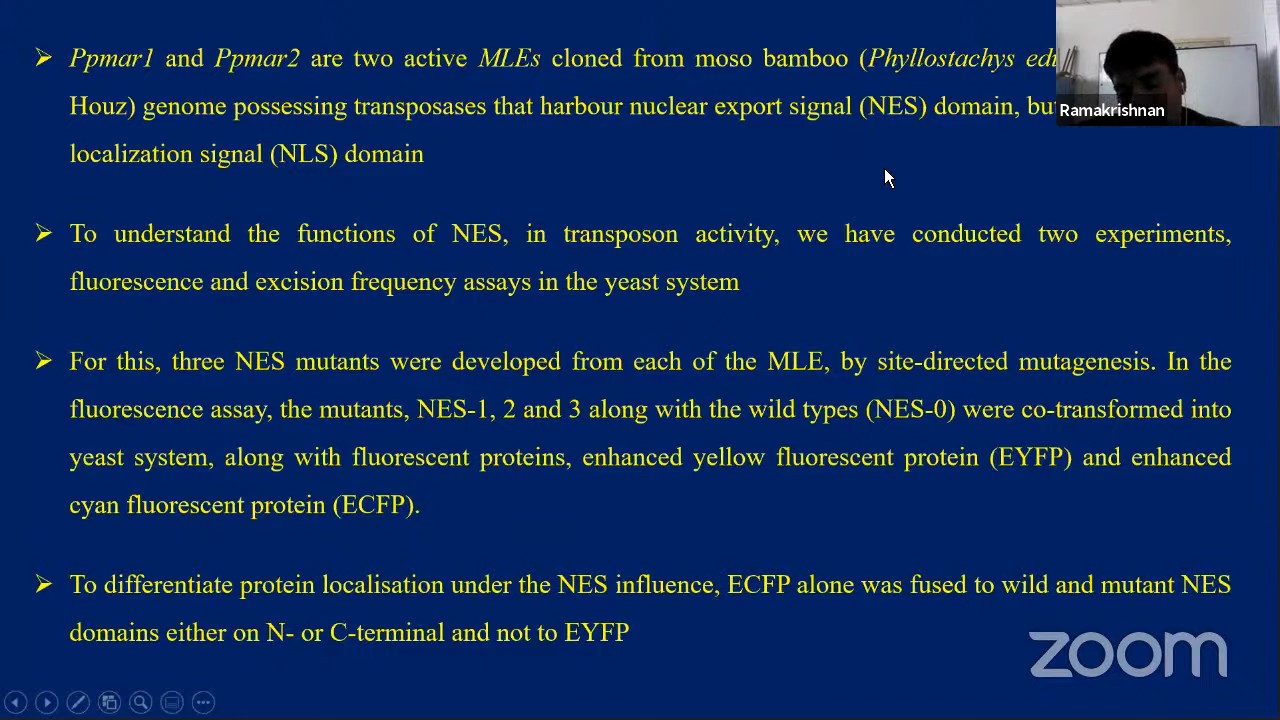 Ppmar1 and Ppmar2 are two active MLEs cloned from moso bamboo (Phyllostachys
Houz) genome possessing transposases that harbour nuclear export signal (NES) domain,
localization signal (NLS) domain
To understand the functions of NES, in transposon activity, we have conducted two experiments,
fluorescence and excision frequency assays in the yeast system
For this, three NES mutants were developed from each of the MLE, by site-directed mutagenesis. In the
fluorescence assay, the mutants, NES-1, 2 and 3 along with the wild types (NES-0) were co-transformed into
yeast system, along with fluorescent proteins, enhanced yellow fluorescent protein (EYFP) and enhanced
cyan fluorescent protein (ECFP).
To differentiate protein localisation under the NES influence, ECFP alone was fused to wild and mutant NES
domains either on N- or C-terminal and not to EYFP
Ramakrishnan
zoom